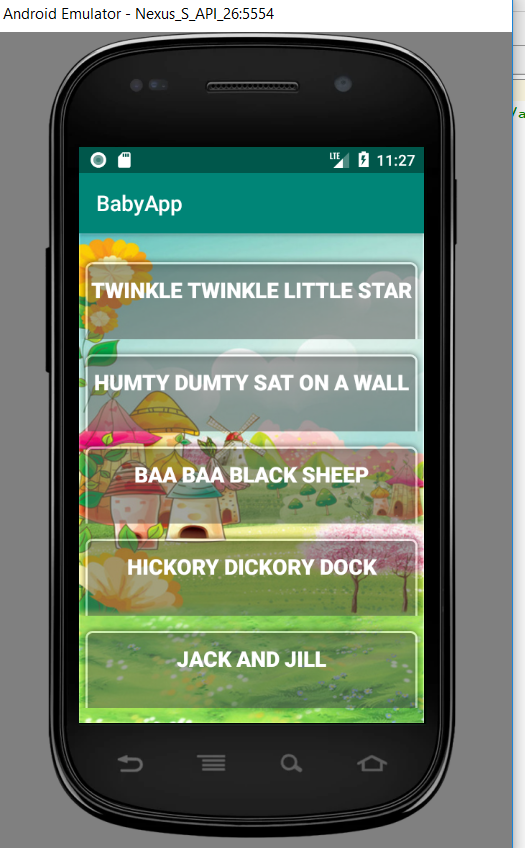 Android Emulator - Nexus_S_API_26:5554
LTE 11:27
BabyApp
TWINKLE TWINKLE LITTLE STAR
HUMTY DUMTY SAT ON A WALL
BAA BAA BLACK SHEEP
HICKORY DICKORY DOCK
JACK AND JILL
/a